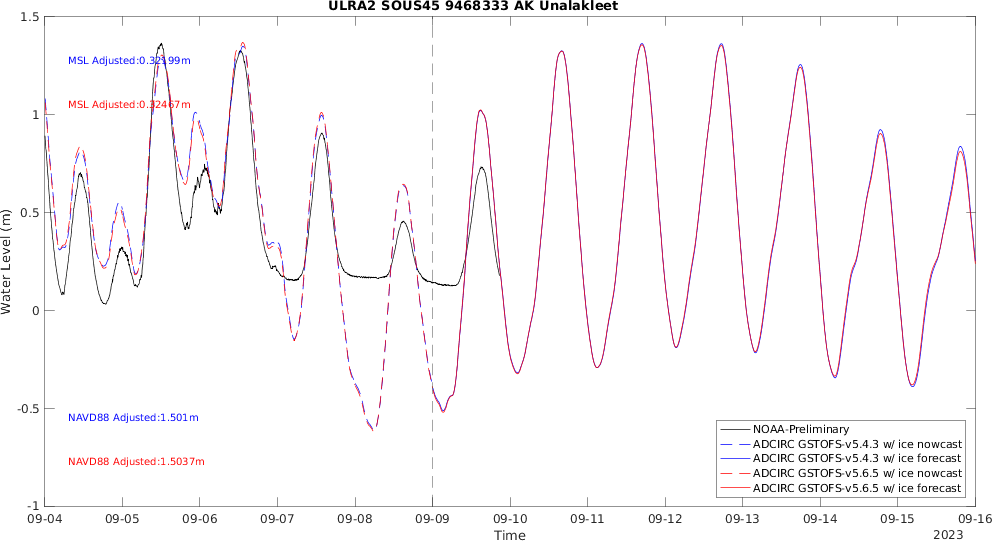 ULRA2 SOUS45 9468333 AK Unalakleet
1.5
1
0.5
0
-0.5
-1
Water Level (m)
MSL Adjusted:0.32199m
MSL Adjusted:0.32467m
NAVD88 Adjusted:1.501m
NAVD88 Adjusted:1.5037m
NOAA-Preliminary
ADCIRC GSTOFS-v5.4.3 w/ ice nowcast
ADCIRC GSTOFS-v5.4.3 w/ ice forecast
ADCIRC GSTOFS-v5.6.5 w/ ice nowcast
ADCIRC GSTOFS-v5.6.5 w/ ice forecast
09-04 09-05 09-06 09-07 09-08 09-09 09-10 09-11 09-12 09-13 09-14 09-15 09-16
Time
2023